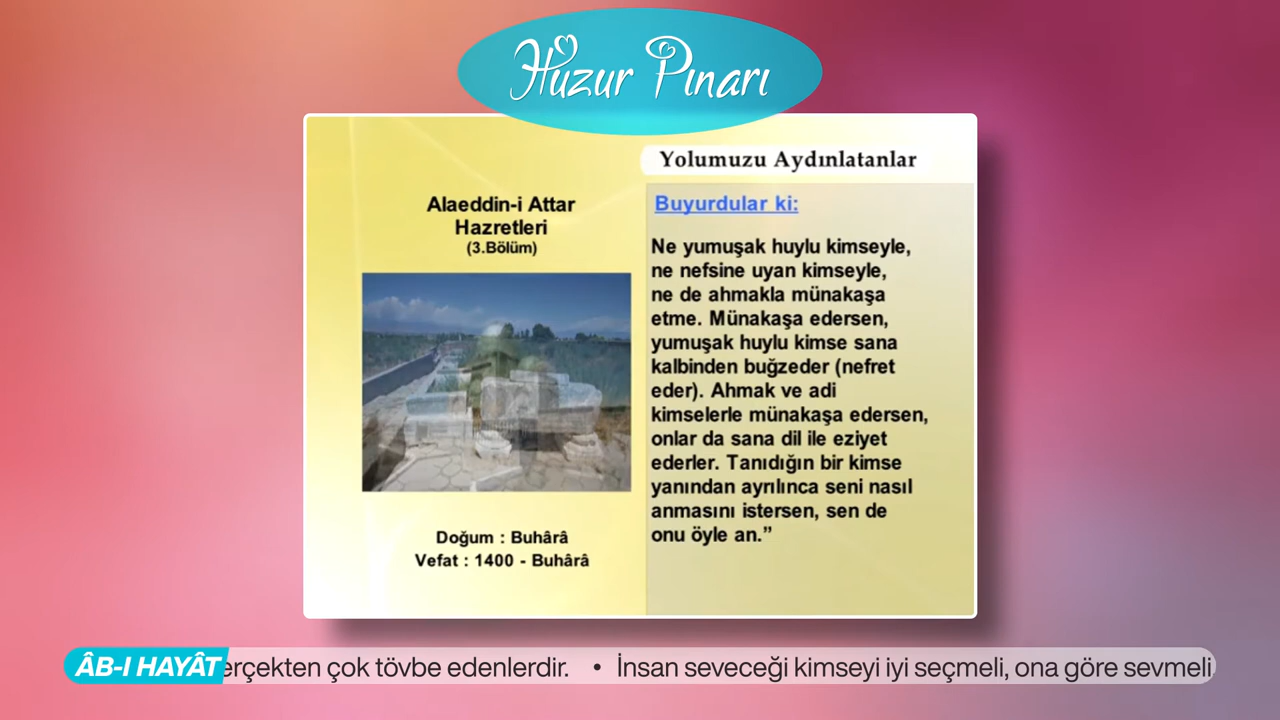 Huzur Pınarı
Yolumuzu Aydınlatanlar
Alaeddin-i Attar
Hazretleri
(3.Bölüm)
Doğum : Buhârâ
Vefat : 1400 - Buhârâ
Buyurdular ki:
Ne yumuşak huylu kimseyle,
ne nefsine uyan kimseyle,
ne de ahmakla münakaşa
etme. Münakaşa edersen,
yumuşak huylu kimse sana
kalbinden buğzeder (nefret
eder). Ahmak ve adi
kimselerle münakaşa edersen,
onlar da sana dil ile eziyet
ederler. Tanıdığın bir kimse
yanından ayrılınca seni nasıl
anmasını istersen, sen de
onu öyle an.”
ÂB-I HAYÂT erçekten çok tövbe edenlerdir. • İnsan seveceği kimseyi iyi seçmeli, ona göre sevmeli